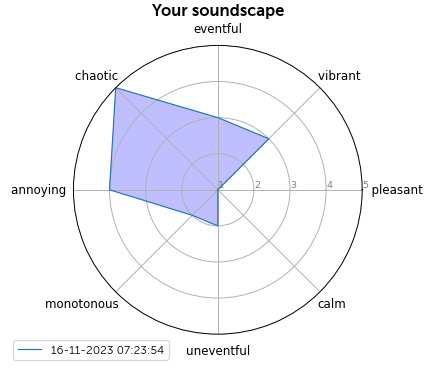 Your soundscape
eventful
chaotic
vibrant
annoying
1 2 3 4 5
pleasant
monotonous
calm
uneventful
16-11-2023 07:23:54